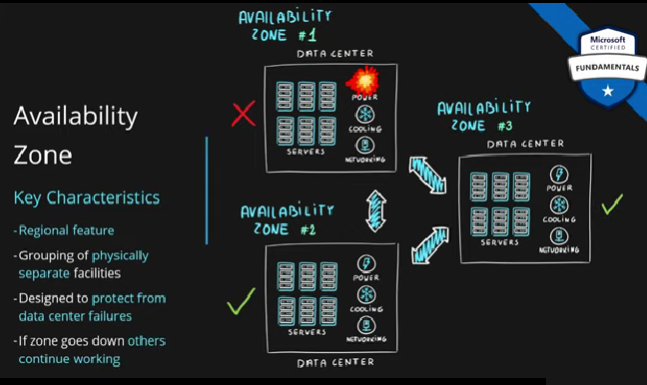 Availability
Zone
Key Characteristics
-Regional feature
-Grouping of physically
separate facilities
-Designed to protect from
data center failures
-If zone goes down others
continue working
AVAILABILITY
ZONE #1
DATA CENTER
SERVERS
POWER
COOLING
NETWORKING
AVAILABILITY
ZONE #2
SERVERS
POWER
COOLING
NETWORKING
DATA CENTER
AVAILABILITY
ZONE #3
DATA CENTER
SERVERS
POWER
COOLING
NETWORKING
Microsoft
CERTIFIED
FUNDAMENTALS